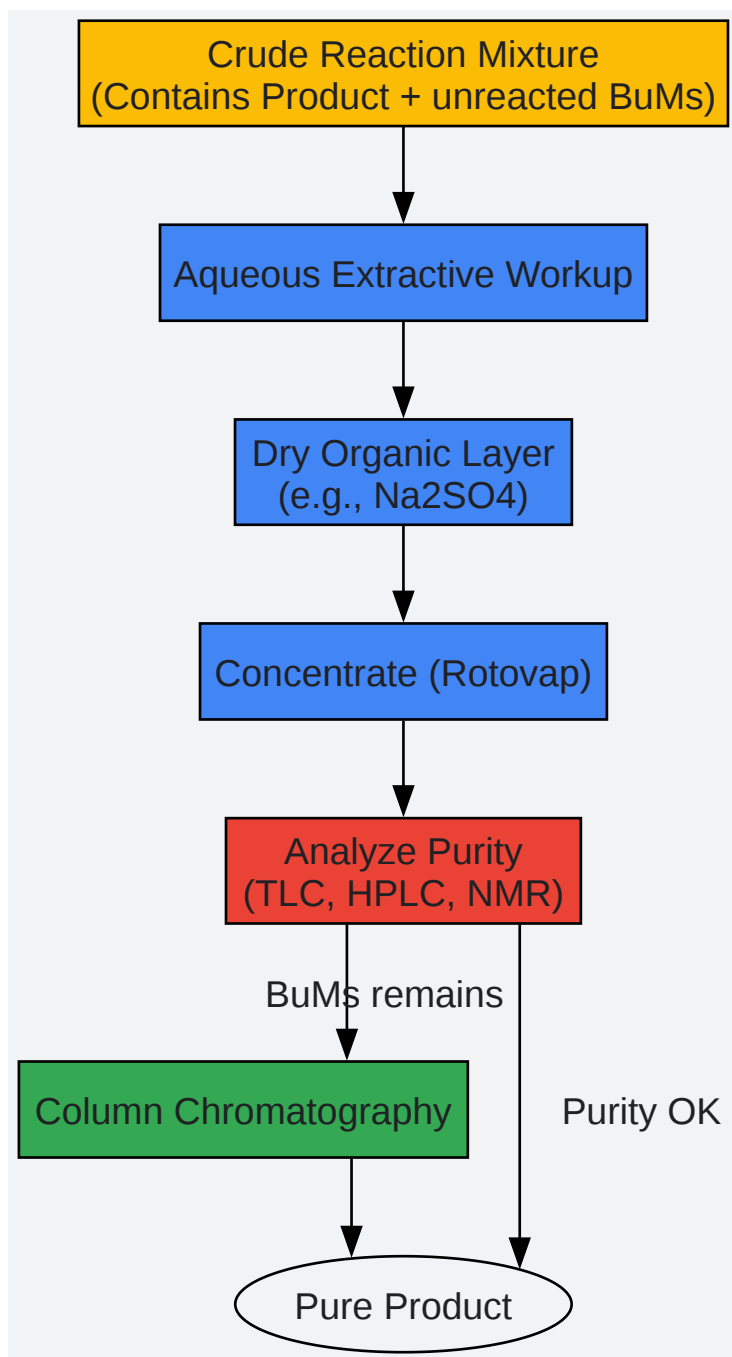 Crude Reaction Mixture
(Contains Product + unreacted BuMs)
Aqueous Extractive Workup
Dry Organic Layer
(e.g., Na2SO4)
Concentrate (Rotovap)
Analyze Purity
(TLC, HPLC, NMR)
BuMs remains
Column Chromatography
Purity OK
Pure Product